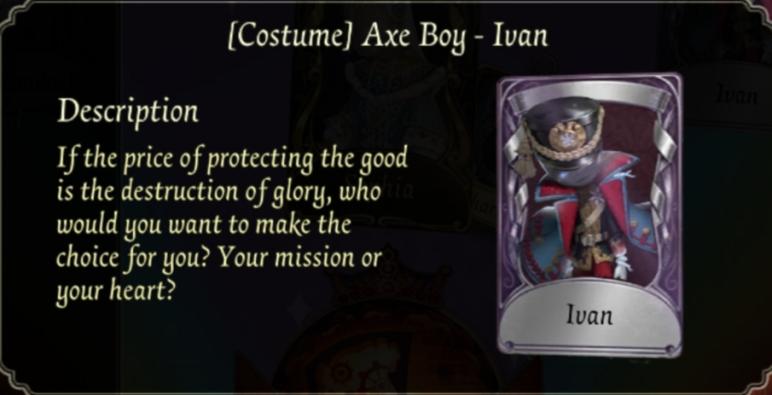 [Costume] Axe Boy - Ivan
Description
If the price of protecting the good
is the destruction of glory, who
would you want to make the
choice for you? Your mission or
your heart?
Ivan
Ivan